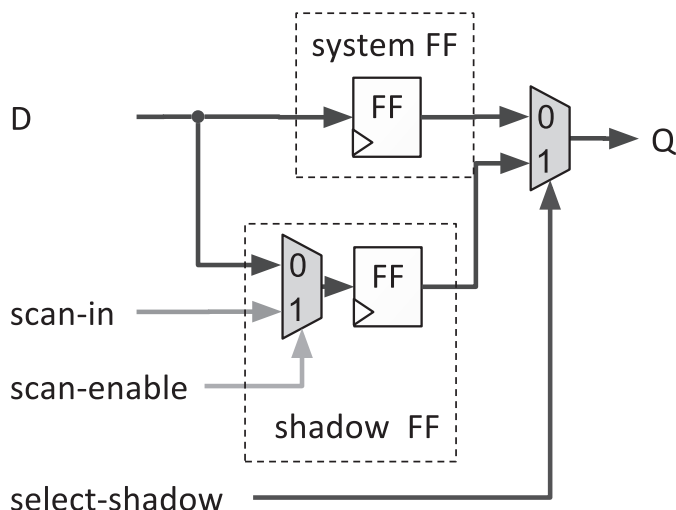 system FF
FF
D
0
1
Q
0
FF
1
scan-in
scan-enable
shadow FF
select-shadow